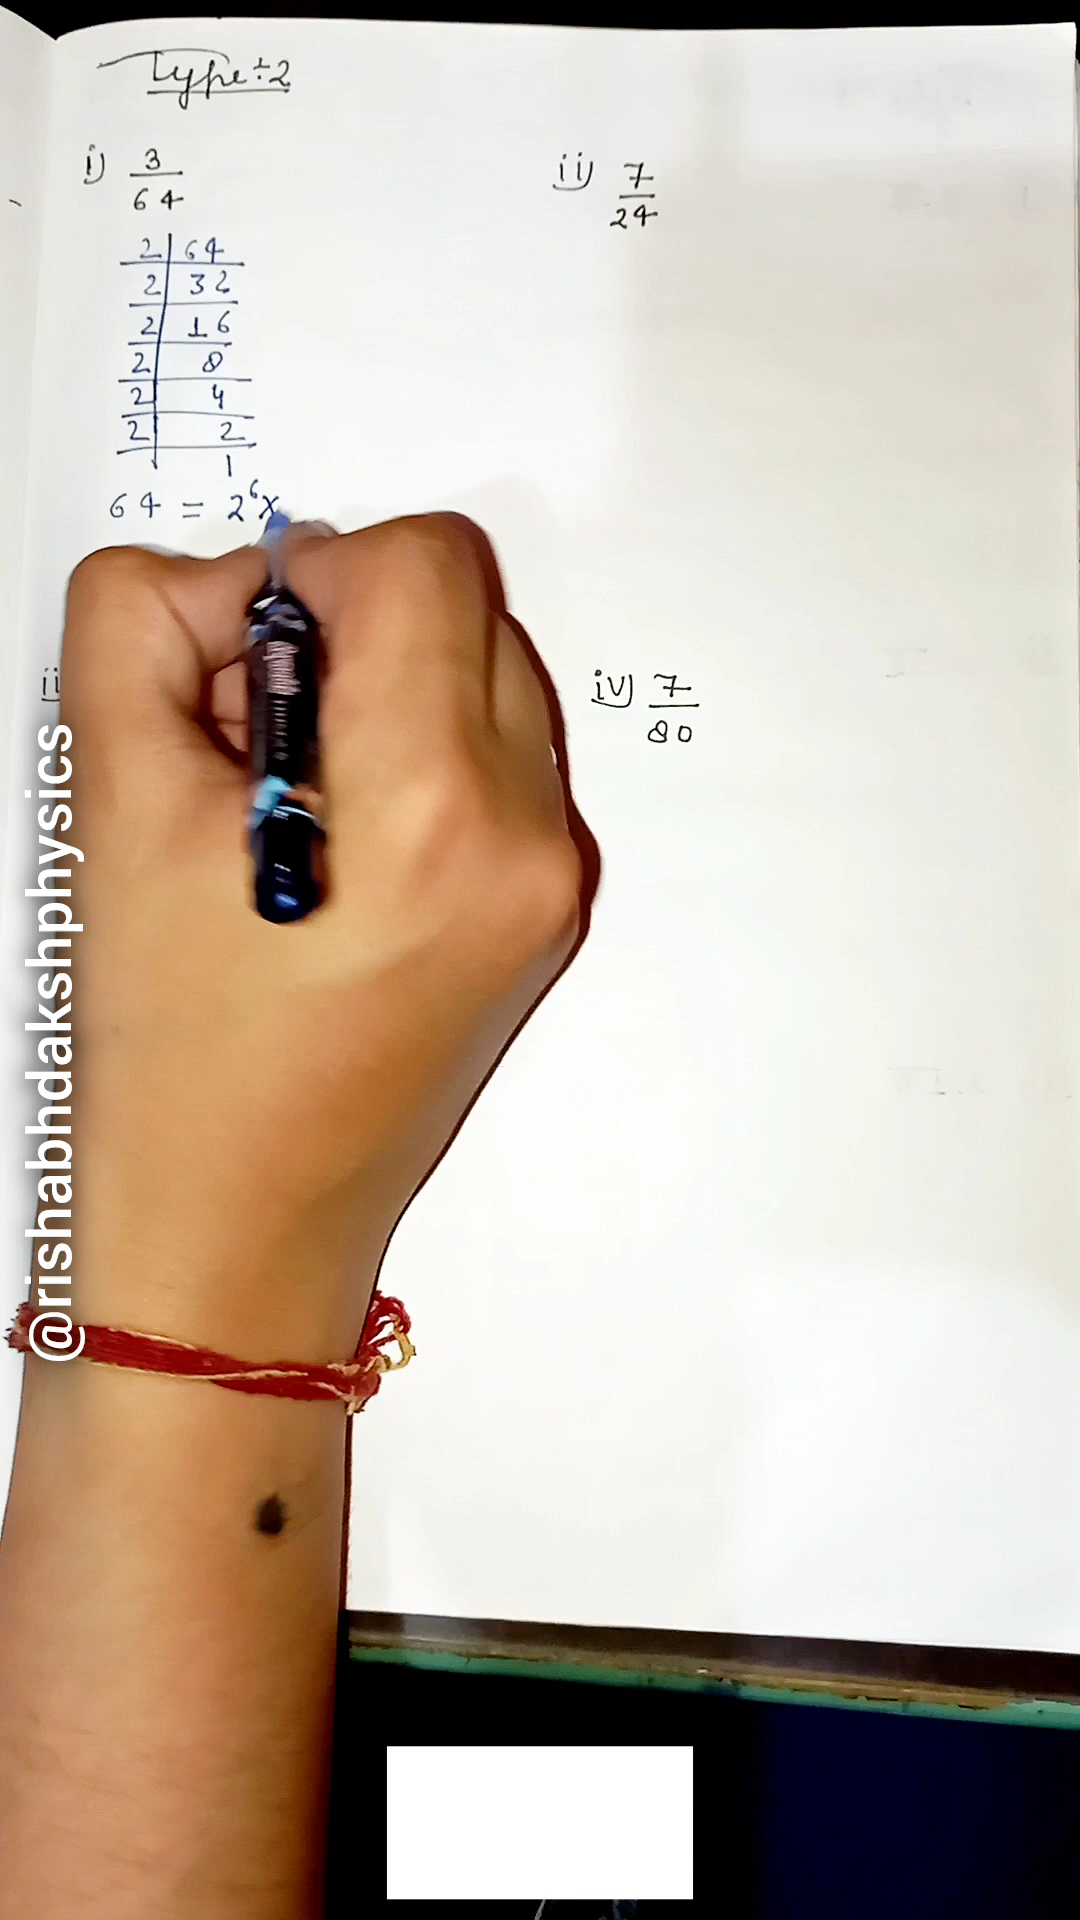 Type:-2
i) 3/64
2 | 64
2 | 32
2 | 16
2 | 8
2 | 4
2 | 2
1
64 = 2⁶x
ii) 7/24
ii
iv) 7/80
@rishabhdakshphysics